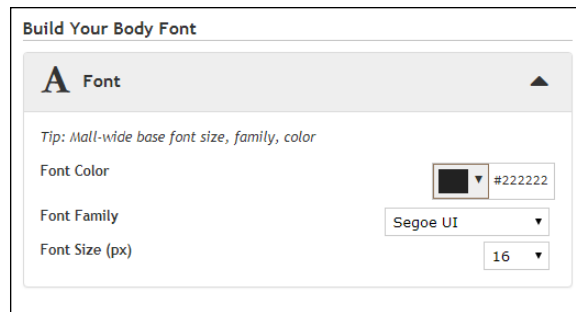 Build Your Body Font
A Font
Tip: Mall-wide base font size, family, color
Font Color #222222
Font Family Segoe UI
Font Size (px) 16